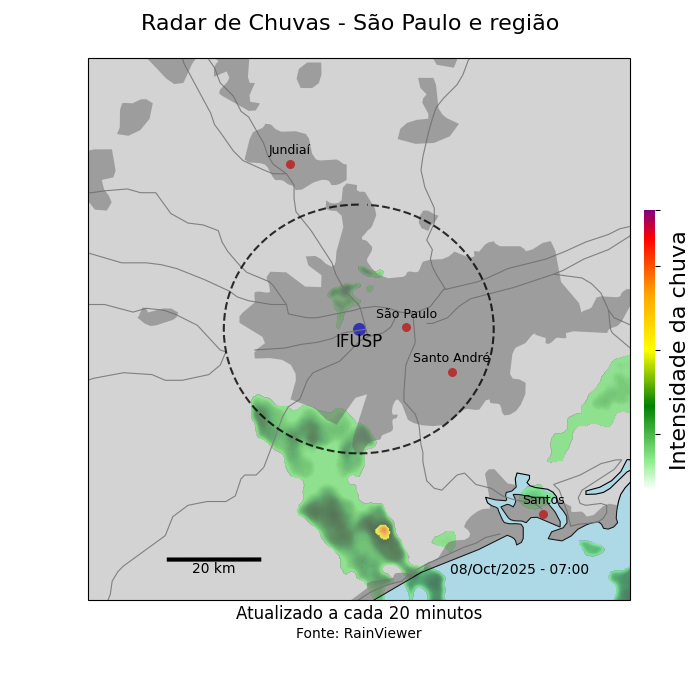 Radar de Chuvas - São Paulo e região
Jundiaí
São Paulo
IFUSP
Santo André
Santos
20 km
08/Oct/2025 - 07:00
Intensidade da chuva
Atualizado a cada 20 minutos
Fonte: RainViewer